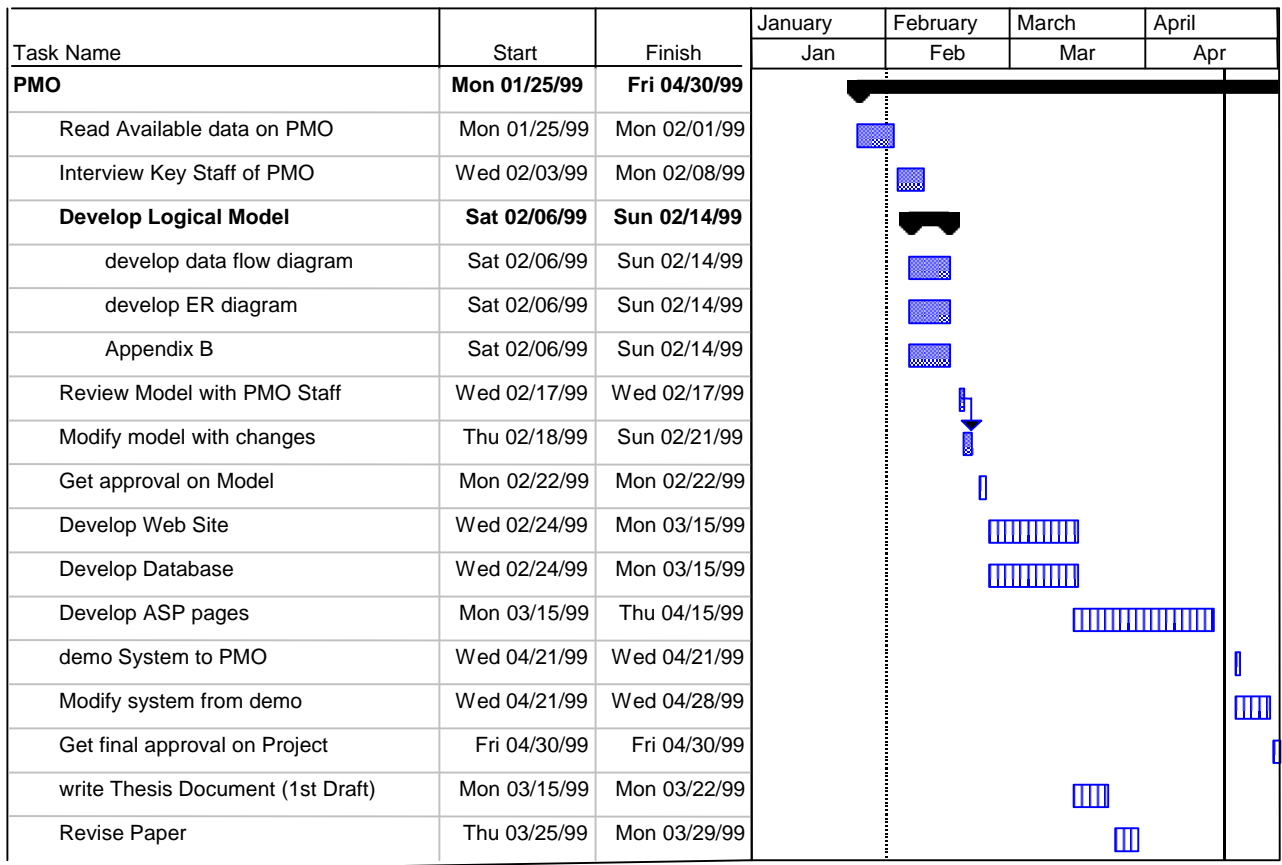 January February March April
Task Name Start Finish Jan Feb Mar Apr
PMO Mon 01/25/99 Fri 04/30/99
Read Available data on PMO Mon 01/25/99 Mon 02/01/99
Interview Key Staff of PMO Wed 02/03/99 Mon 02/08/99
Develop Logical Model Sat 02/06/99 Sun 02/14/99
develop data flow diagram Sat 02/06/99 Sun 02/14/99
develop ER diagram Sat 02/06/99 Sun 02/14/99
Appendix B Sat 02/06/99 Sun 02/14/99
Review Model with PMO Staff Wed 02/17/99 Wed 02/17/99
Modify model with changes Thu 02/18/99 Sun 02/21/99
Get approval on Model Mon 02/22/99 Mon 02/22/99
Develop Web Site Wed 02/24/99 Mon 03/15/99
Develop Database Wed 02/24/99 Mon 03/15/99
Develop ASP pages Mon 03/15/99 Thu 04/15/99
demo System to PMO Wed 04/21/99 Wed 04/21/99
Modify system from demo Wed 04/21/99 Wed 04/28/99
Get final approval on Project Fri 04/30/99 Fri 04/30/99
write Thesis Document (1st Draft) Mon 03/15/99 Mon 03/22/99
Revise Paper Thu 03/25/99 Mon 03/29/99